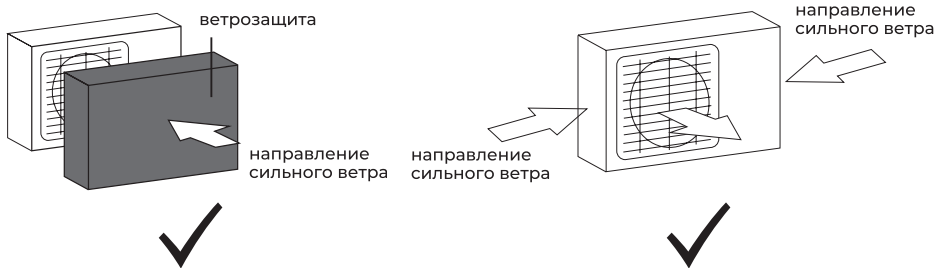 ветрозащита
направление
сильного ветра
направление
сильного ветра
направление
сильного ветра